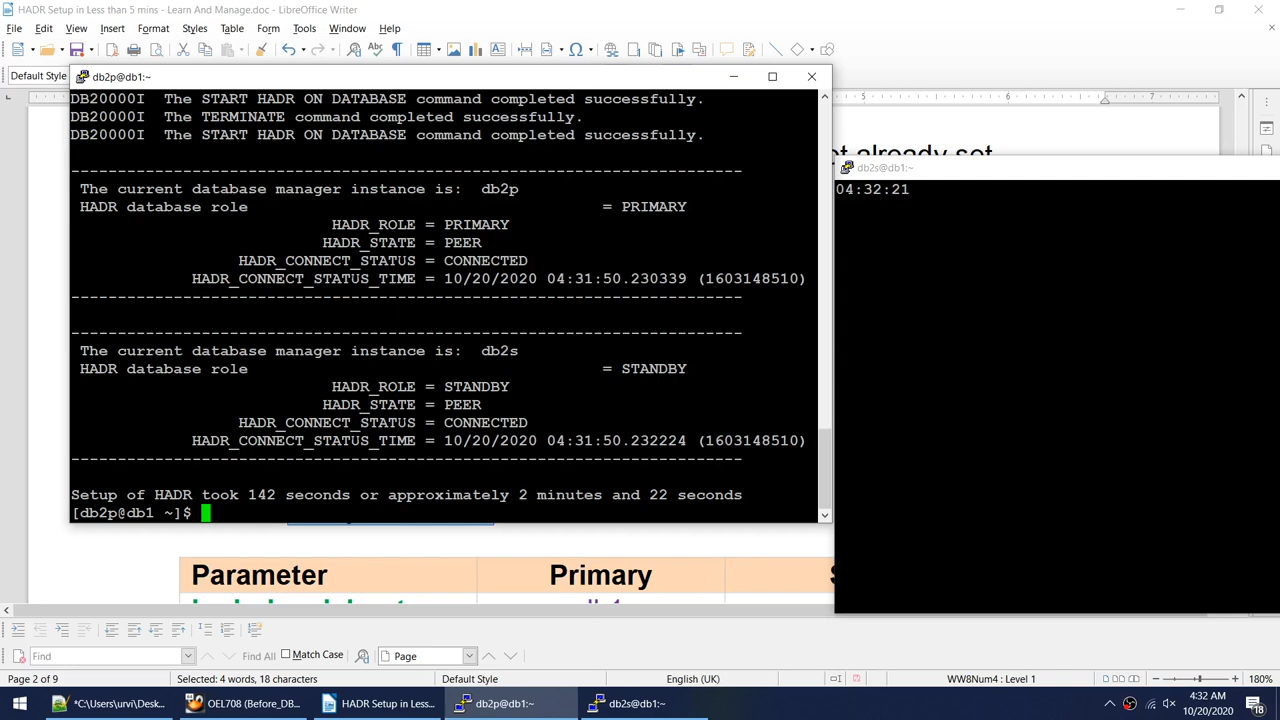 HADR Setup in Less than 5 mins - Learn And Manage.doc - LibreOffice Writer
File Edit View Insert Format Styles Table Form Tools Window Help
Default Style
5 6 7
already set
db2p@db1:~
DB20000I  The START HADR ON DATABASE command completed successfully.
DB20000I  The TERMINATE command completed successfully.
DB20000I  The START HADR ON DATABASE command completed successfully.
------------------------------------------------------------------------
The current database manager instance is:  db2p
HADR database role = PRIMARY
HADR_ROLE = PRIMARY
HADR_STATE = PEER
HADR_CONNECT_STATUS = CONNECTED
HADR_CONNECT_STATUS_TIME = 10/20/2020 04:31:50.230339 (1603148510)
------------------------------------------------------------------------
------------------------------------------------------------------------
The current database manager instance is:  db2s
HADR database role = STANDBY
HADR_ROLE = STANDBY
HADR_STATE = PEER
HADR_CONNECT_STATUS = CONNECTED
HADR_CONNECT_STATUS_TIME = 10/20/2020 04:31:50.232224 (1603148510)
------------------------------------------------------------------------
Setup of HADR took 142 seconds or approximately 2 minutes and 22 seconds
[db2p@db1 ~]$
db2s@db1:~
04:32:21
Parameter Primary
Find Find All Match Case Page
Page 2 of 9 Selected: 4 words, 18 characters Default Style English (UK) WW8Num4 : Level 1 180%
*C:\Users\urvi\Desk... OEL708 (Before_DB... HADR Setup in Less... db2p@db1:~ db2s@db1:~ 4:32 AM
10/20/2020 18